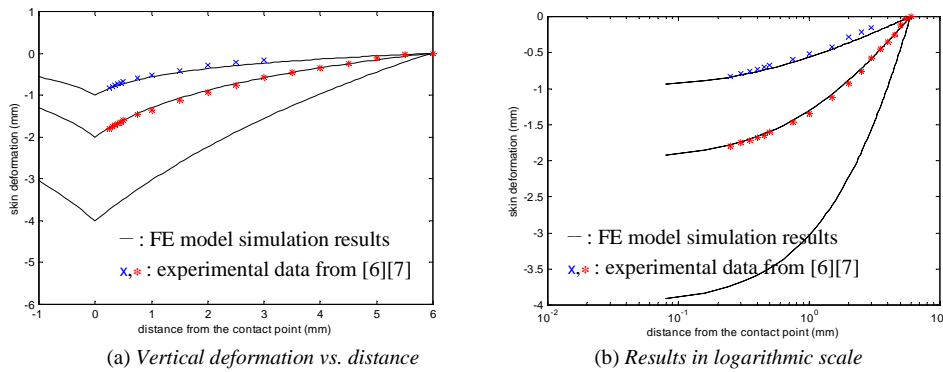 1
0
-1
-2
-3
-4
-5
-6
skin deformation (mm)
— : FE model simulation results
x,* : experimental data from [6][7]
-1 0 1 2 3 4 5 6
distance from the contact point (mm)
(a) Vertical deformation vs. distance
0
-0.5
-1
-1.5
-2
-2.5
-3
-3.5
-4
skin deformation (mm)
— : FE model simulation results
x,* : experimental data from [6][7]
10^-2 10^-1 10^0 10^1
distance from the contact point (mm)
(b) Results in logarithmic scale